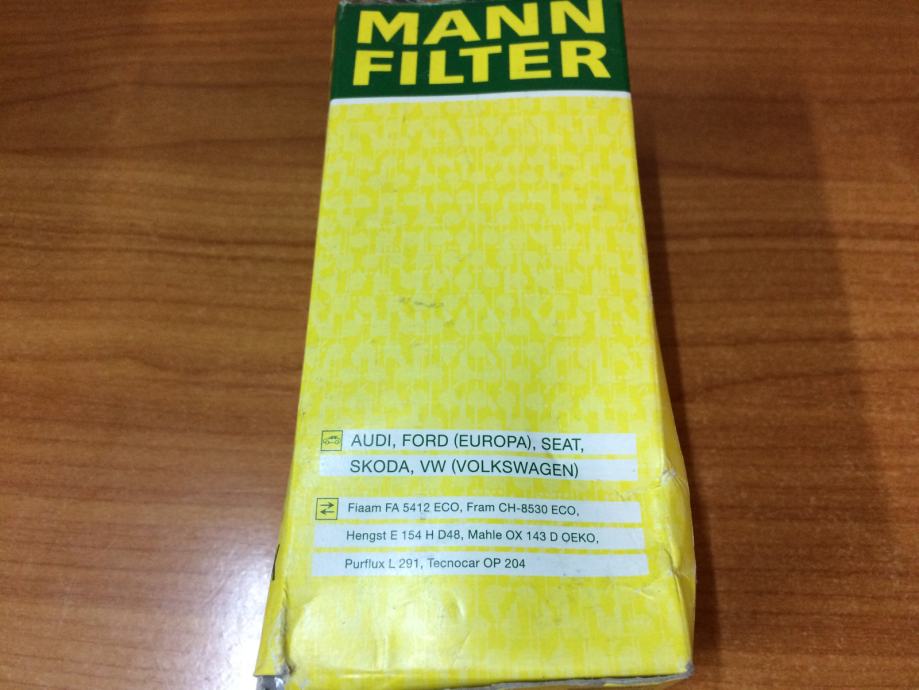 MANN
FILTER
AUDI, FORD (EUROPA), SEAT,
SKODA, VW (VOLKSWAGEN)
Fiaam FA 5412 ECO, Fram CH-8530 ECO,
Hengst E 154 H D48, Mahle OX 143 D OEKO,
Purflux L 291, Tecnocar OP 204